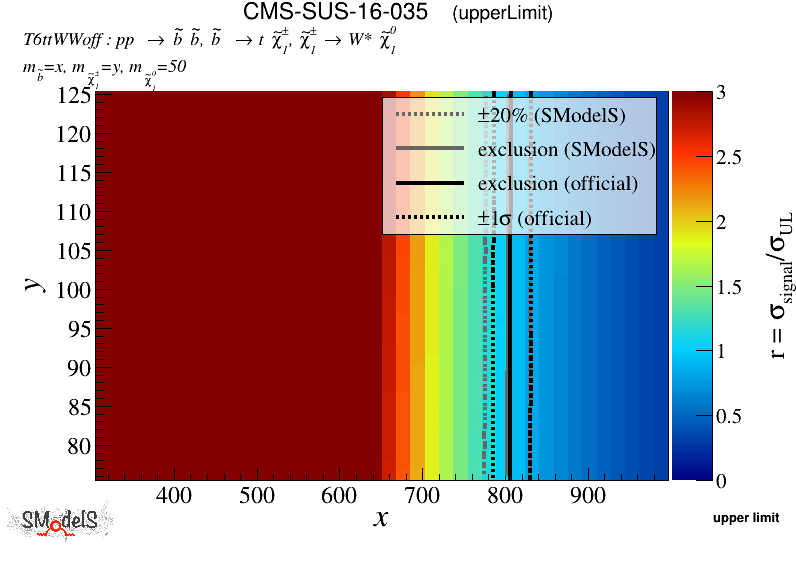 CMS-SUS-16-035 (upperLimit)
T6ttWWoff : pp → b̃ b̃, b̃ → t χ̃₁±, χ̃₁± → W* χ̃₁⁰
m_b̃=x, m_χ̃₁±=y, m_χ̃₁⁰=50
±20% (SModelS)
exclusion (SModelS)
exclusion (official)
±1σ (official)
125
120
115
110
105
100
95
90
85
80
y
400 500 600 700 800 900
x
3
2.5
2
1.5
1
0.5
0
r = σ_signal/σ_UL
SModelS
upper limit